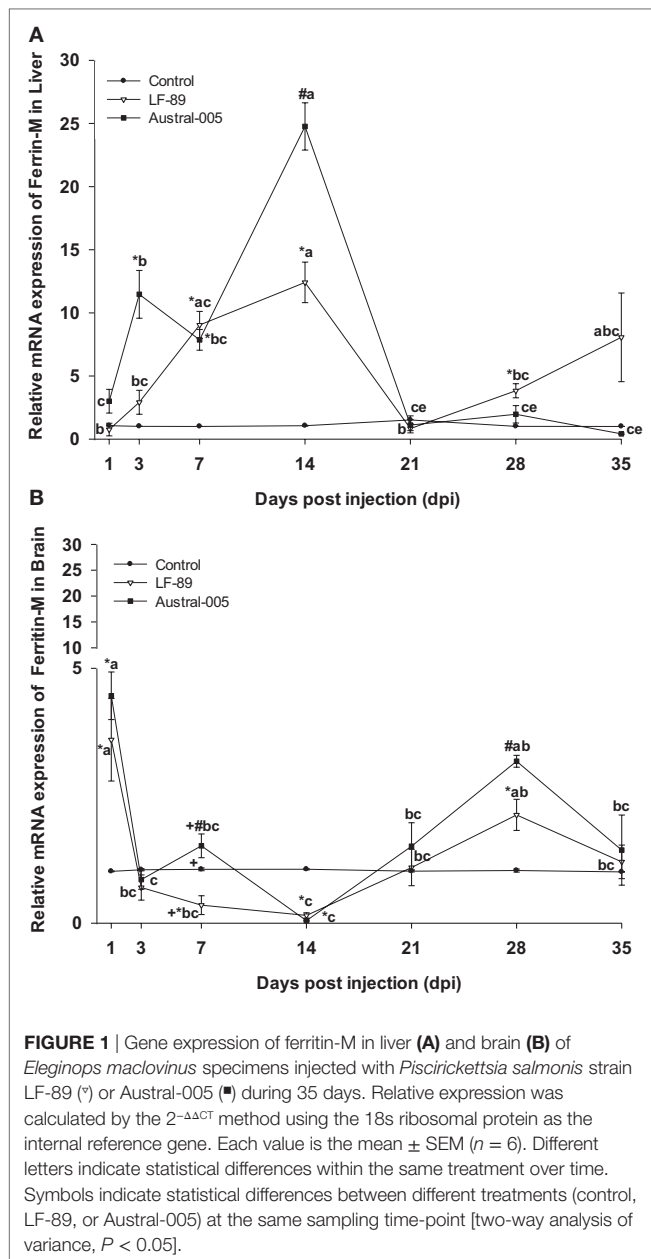 A
Relative mRNA expression of Ferrin-M in Liver
30
25
20
15
10
5
0
Control
LF-89
Austral-005
c
b
*b
bc
*ac
*bc
#a
*a
ce
b
*bc
ce
abc
ce
1 3 7 14 21 28 35
Days post injection (dpi)
B
Relative mRNA expression of Ferritin-M in Brain
30
25
20
15
10
5
0
Control
LF-89
Austral-005
*a
*a
c
bc
+#bc
+
+*bc
*c
*c
bc
bc
#ab
*ab
bc
bc
1 3 7 14 21 28 35
Days post injection (dpi)
FIGURE 1 | Gene expression of ferritin-M in liver (A) and brain (B) of
Eleginops maclovinus specimens injected with Piscirickettsia salmonis strain
LF-89 (▿) or Austral-005 (■) during 35 days. Relative expression was
calculated by the 2−ΔΔCT method using the 18s ribosomal protein as the
internal reference gene. Each value is the mean ± SEM (n = 6). Different
letters indicate statistical differences within the same treatment over time.
Symbols indicate statistical differences between different treatments (control,
LF-89, or Austral-005) at the same sampling time-point [two-way analysis of
variance, P < 0.05].